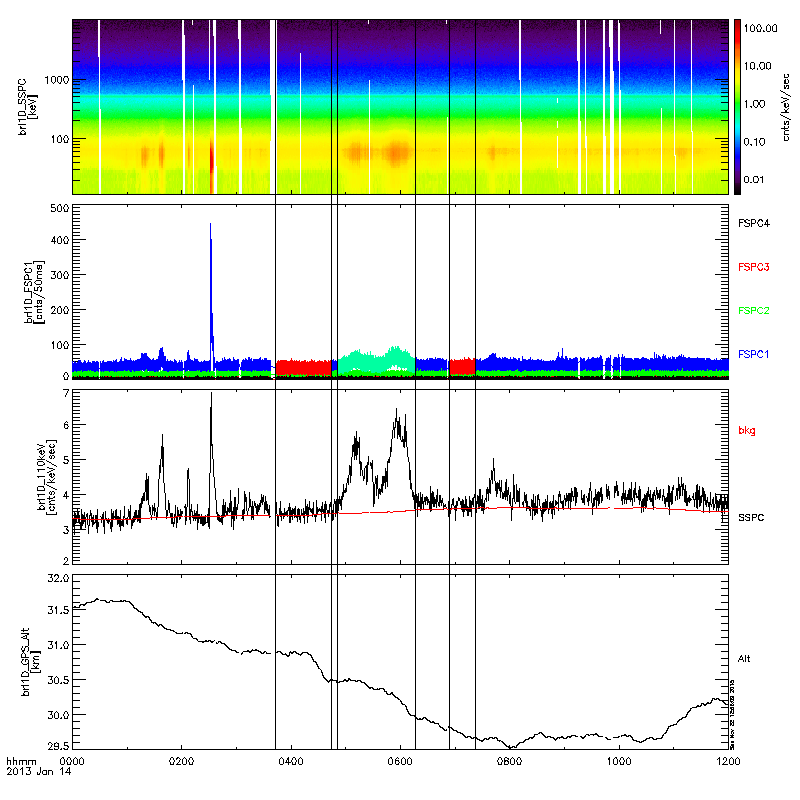 brl1D_SSPC
[keV]
1000
100
100.00
10.00
1.00
0.10
0.01
cnts/keV/sec
brl1D_FSPC1
[cnts/50ms]
500
400
300
200
100
0
FSPC4
FSPC3
FSPC2
FSPC1
brl1D_110keV
[cnts/keV/sec]
7
6
5
4
3
2
bkg
SSPC
brl1D_GPS_Alt
[km]
32.0
31.5
31.0
30.5
30.0
29.5
Alt
hhmm
0000 0200 0400 0600 0800 1000 1200
2013 Jan 14